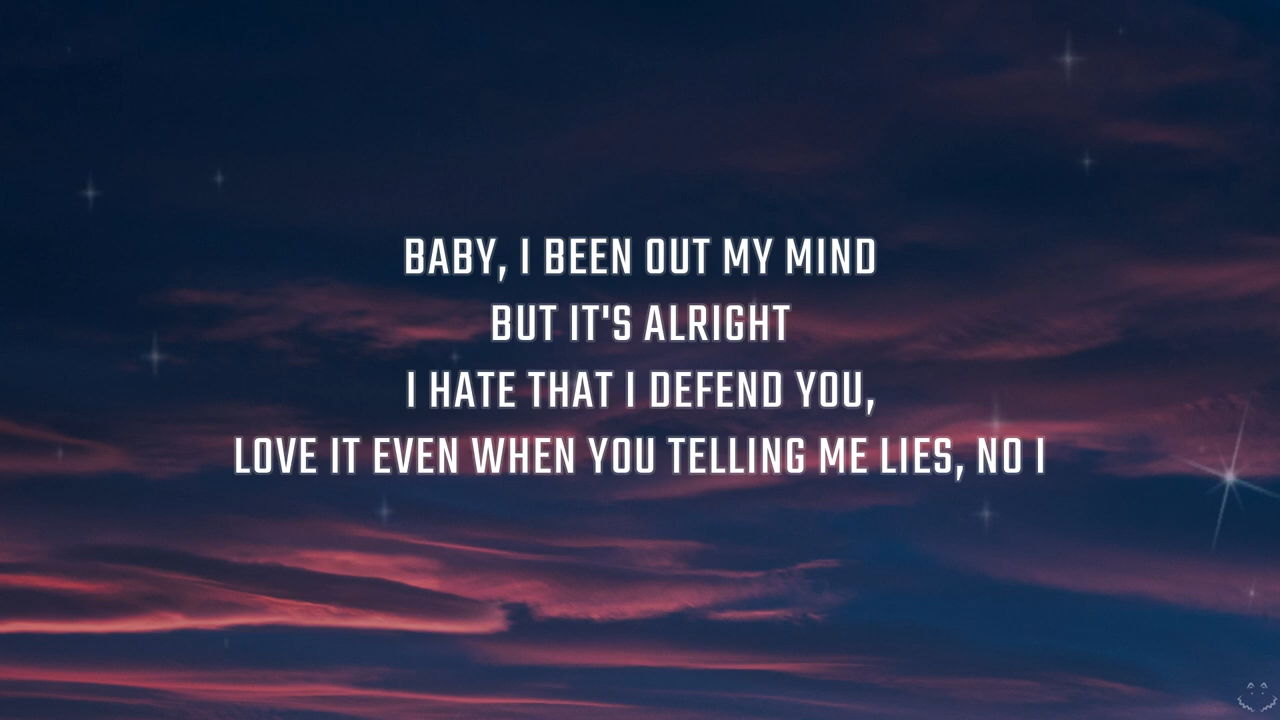 BABY, I BEEN OUT MY MIND
BUT IT'S ALRIGHT
I HATE THAT I DEFEND YOU,
LOVE IT EVEN WHEN YOU TELLING ME LIES, NO I